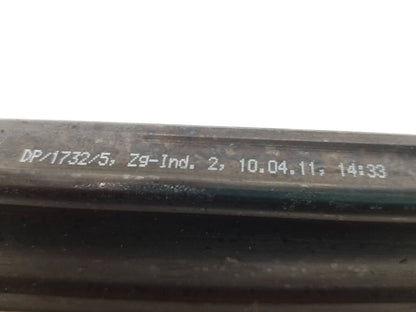 DP/1732/5, Zg-Ind. 2, 10.04.11, 14:33